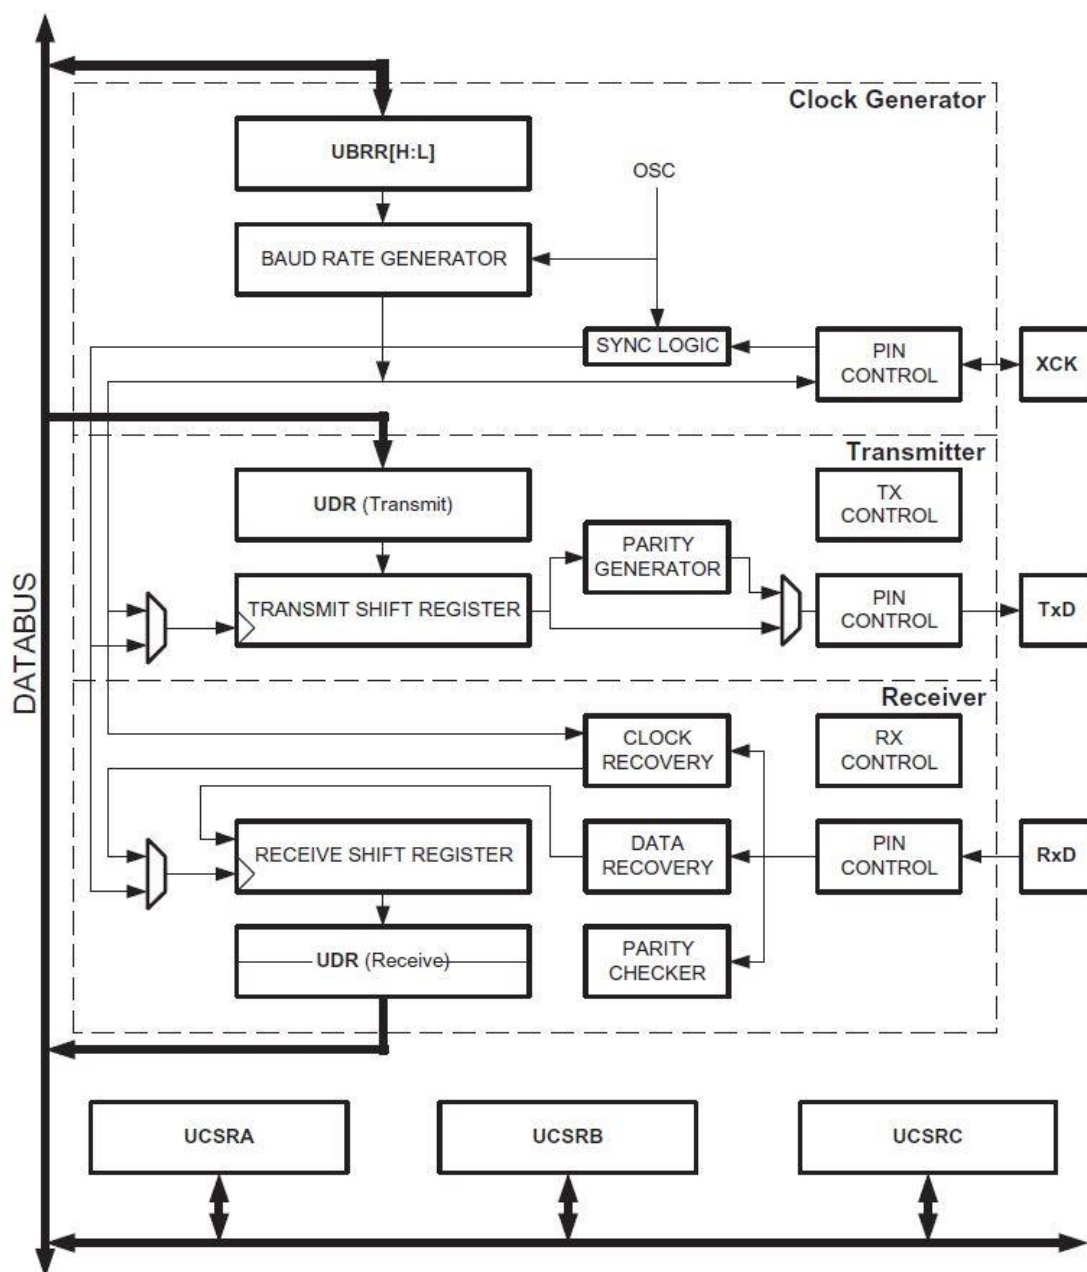 Clock Generator
UBRR[H:L]
OSC
BAUD RATE GENERATOR
SYNC LOGIC
PIN
CONTROL
XCK
Transmitter
UDR (Transmit)
TX
CONTROL
PARITY
GENERATOR
TRANSMIT SHIFT REGISTER
PIN
CONTROL
TxD
DATABUS
Receiver
CLOCK
RECOVERY
RX
CONTROL
RECEIVE SHIFT REGISTER
DATA
RECOVERY
PIN
CONTROL
RxD
UDR (Receive)
PARITY
CHECKER
UCSRA
UCSRB
UCSRC